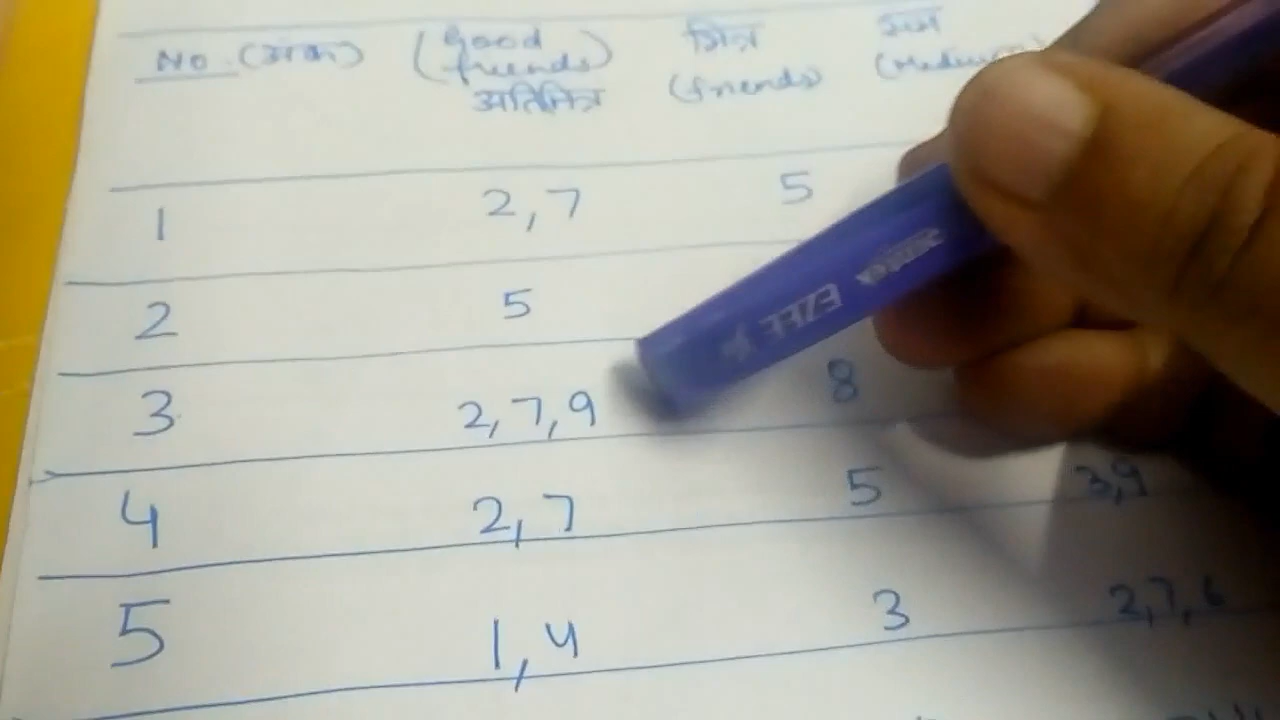 No. (अंक) (Good friends) अतिमित्र मित्र (friends) सम
1 2,7 5
2 5
3 2,7,9 8
4 2,7 5 3,9
5 1,4 3 2,7,6